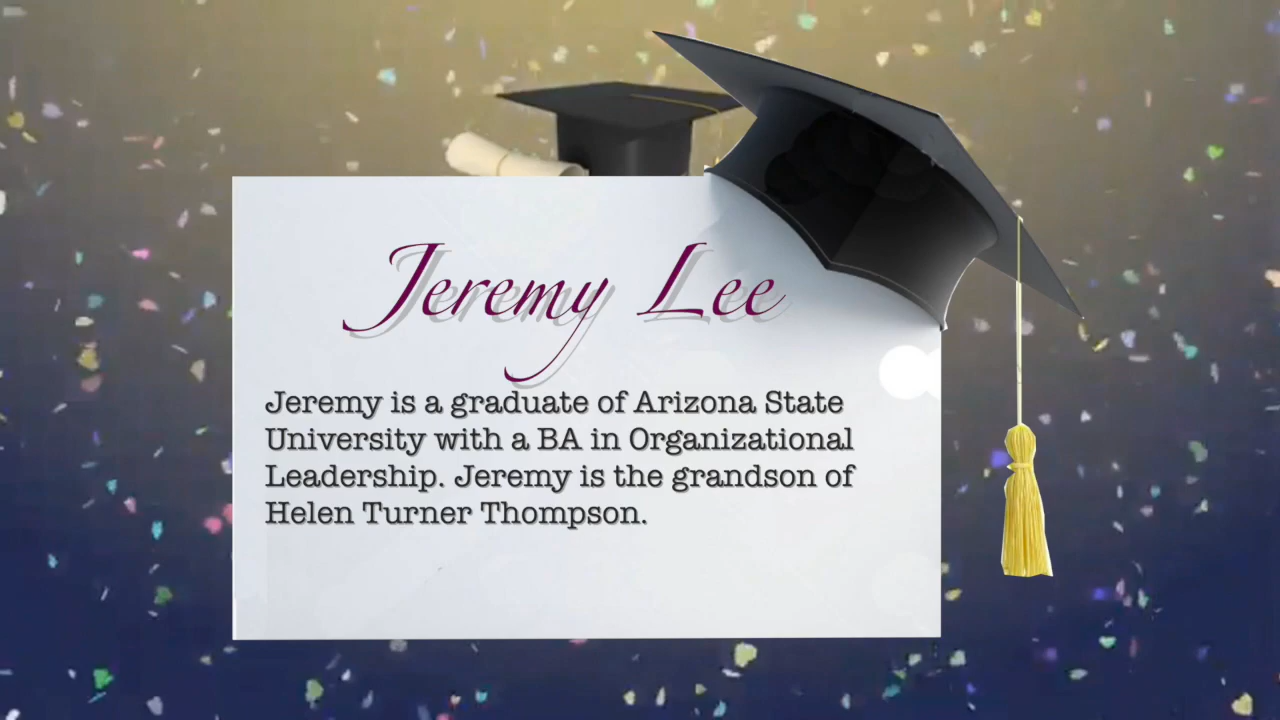 Jeremy Lee
Jeremy is a graduate of Arizona State
University with a BA in Organizational
Leadership. Jeremy is the grandson of
Helen Turner Thompson.